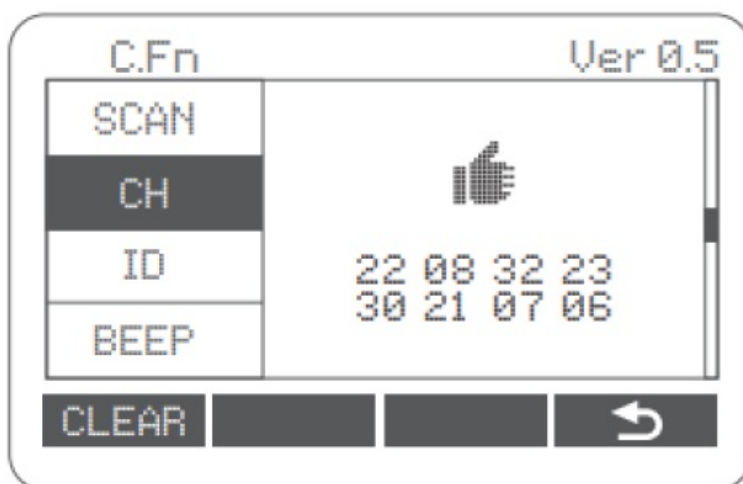 C.Fn Ver 0.5
SCAN
CH
ID
BEEP
22 08 32 23
30 21 07 06
CLEAR